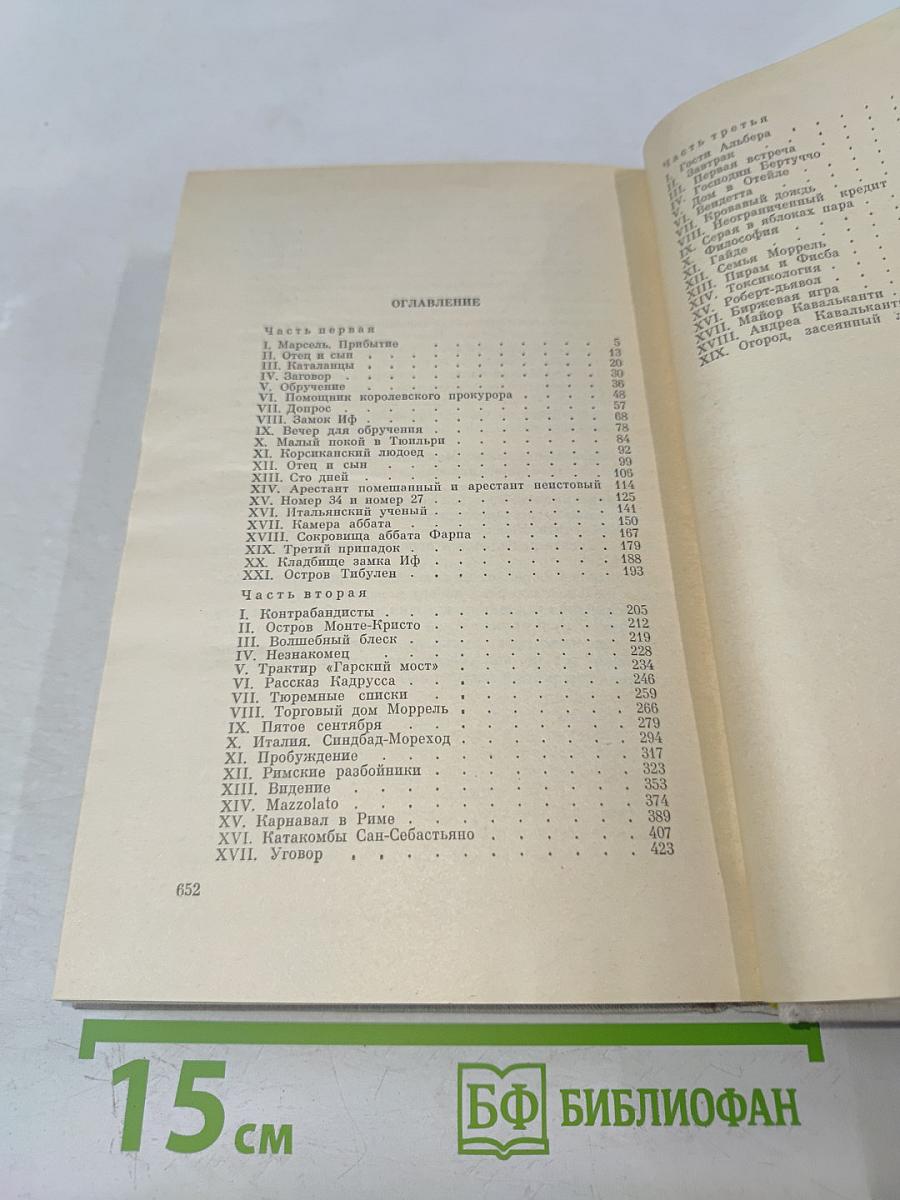 ОГЛАВЛЕНИЕ
Часть первая
I. Марсель. Прибытие . . . . . . . . 5
II. Отец и сын . . . . . . . . . 13
III. Каталанцы . . . . . . . . . 20
IV. Заговор . . . . . . . . . . 30
V. Обручение . . . . . . . . . 36
VI. Помощник королевского прокурора . . . . 48
VII. Допрос . . . . . . . . . . 57
VIII. Замок Иф . . . . . . . . . 68
IX. Вечер для обручения . . . . . . . 78
X. Малый покой в Тюильри . . . . . . 84
XI. Корсиканский людоед . . . . . . . 92
XII. Отец и сын . . . . . . . . . 99
XIII. Сто дней . . . . . . . . . 106
XIV. Арестант помешанный и арестант неистовый 114
XV. Номер 34 и номер 27 . . . . . . . 125
XVI. Итальянский ученый . . . . . . . 141
XVII. Камера аббата . . . . . . . . 150
XVIII. Сокровища аббата Фариа . . . . . 167
XIX. Третий припадок . . . . . . . . 179
XX. Кладбище замка Иф . . . . . . . 188
XXI. Остров Тибулен . . . . . . . . 193
Часть вторая
I. Контрабандисты . . . . . . . . . 205
II. Остров Монте-Кристо . . . . . . . 212
III. Волшебный блеск . . . . . . . . 219
IV. Незнакомец . . . . . . . . . 228
V. Трактир «Гарский мост» . . . . . . . 234
VI. Рассказ Кадрусса . . . . . . . . 246
VII. Тюремные списки . . . . . . . . 259
VIII. Торговый дом Моррель . . . . . . 266
IX. Пятое сентября . . . . . . . . 279
X. Италия. Синдбад-Мореход . . . . . . 294
XI. Пробуждение . . . . . . . . . 317
XII. Римские разбойники . . . . . . . 323
XIII. Видение . . . . . . . . . . 353
XIV. Mazzolato . . . . . . . . . . 374
XV. Карнавал в Риме . . . . . . . . 389
XVI. Катакомбы Сан-Себастьяно . . . . . 407
XVII. Уговор . . . . . . . . . . 423
652
Часть третья
I. Гости Альбера
II. Завтрак
III. Первая встреча
IV. Господин Бертуччо
V. Дом в Отейле
VI. Вендетта
VII. Кровавый дождь
VIII. Неограниченный кредит
IX. Серая в яблоках пара
X. Философия
XI. Гайде
XII. Семья Моррель
XIII. Пирам и Фисба
XIV. Токсикология
XV. Роберт-дьявол
XVI. Биржевая игра
XVII. Майор Кавальканти
XVIII. Андреа Кавальканти
XIX. Огород, засеянный
15 см
БФ БИБЛИОФАН